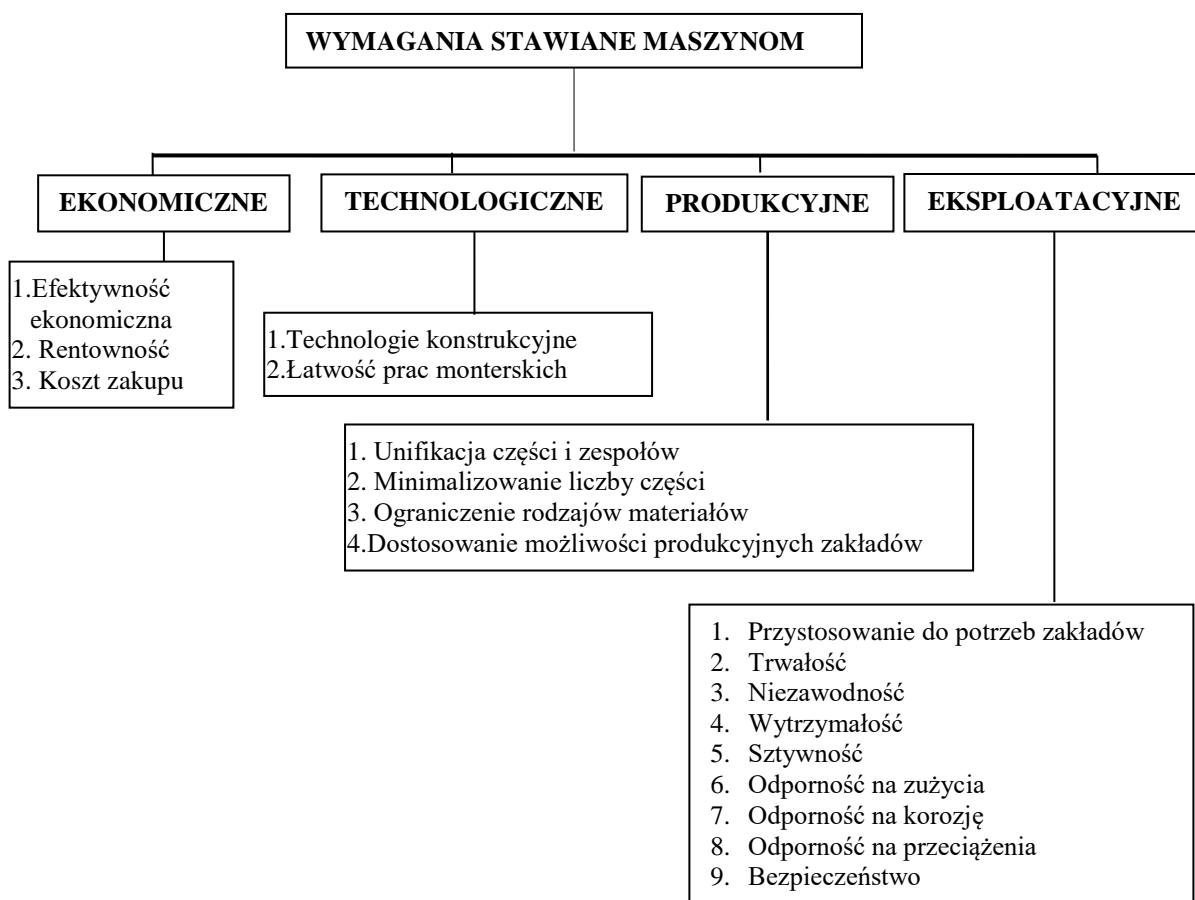 WYMAGANIA STAWIANE MASZYNOM
EKONOMICZNE
TECHNOLOGICZNE
PRODUKCYJNE
EKSPLOATACYJNE
1.Efektywność
ekonomiczna
2. Rentowność
3. Koszt zakupu
1.Technologie konstrukcyjne
2.Łatwość prac monterskich
1. Unifikacja części i zespołów
2. Minimalizowanie liczby części
3. Ograniczenie rodzajów materiałów
4.Dostosowanie możliwości produkcyjnych zakładów
1. Przystosowanie do potrzeb zakładów
2. Trwałość
3. Niezawodność
4. Wytrzymałość
5. Sztywność
6. Odporność na zużycia
7. Odporność na korozję
8. Odporność na przeciążenia
9. Bezpieczeństwo